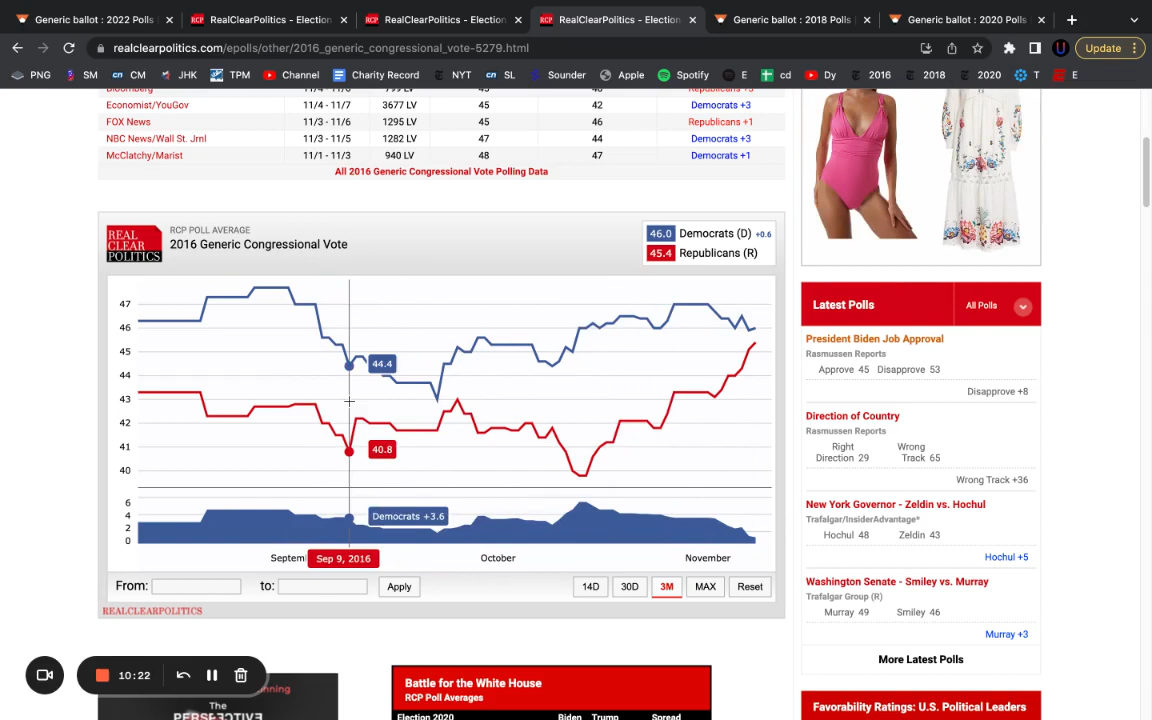 Generic ballot : 2022 Polls
RealClearPolitics - Election
RealClearPolitics - Election
RealClearPolitics - Election
Generic ballot : 2018 Polls
Generic ballot : 2020 Polls
realclearpolitics.com/epolls/other/2016_generic_congressional_vote-5279.html
Update
PNG SM CM JHK TPM Channel Charity Record NYT SL Sounder Apple Spotify E cd Dy 2016 2018 2020 T E
Bloomberg 11/4 - 11/6 799 LV
Economist/YouGov 11/4 - 11/7 3677 LV 45 42 Democrats +3
FOX News 11/3 - 11/6 1295 LV 45 46 Republicans +1
NBC News/Wall St. Jrnl 11/3 - 11/5 1282 LV 47 44 Democrats +3
McClatchy/Marist 11/1 - 11/3 940 LV 48 47 Democrats +1
All 2016 Generic Congressional Vote Polling Data
REAL
CLEAR
POLITICS
RCP POLL AVERAGE
2016 Generic Congressional Vote
46.0 Democrats (D) +0.6
45.4 Republicans (R)
47
46
45
44
43
42
41
40
44.4
40.8
6
4
2
0
Democrats +3.6
Septem
Sep 9, 2016
October
November
From: to: Apply 14D 30D 3M MAX Reset
REALCLEARPOLITICS
Latest Polls All Polls
President Biden Job Approval
Rasmussen Reports
Approve 45 Disapprove 53
Disapprove +8
Direction of Country
Rasmussen Reports
Right Direction 29
Wrong Track 65
Wrong Track +36
New York Governor - Zeldin vs. Hochul
Trafalgar/InsiderAdvantage*
Hochul 48 Zeldin 43
Hochul +5
Washington Senate - Smiley vs. Murray
Trafalgar Group (R)
Murray 49 Smiley 46
Murray +3
More Latest Polls
Favorability Ratings: U.S. Political Leaders
10:22
The
Battle for the White House
RCP Poll Averages
Election 2020 Biden Trump Spread